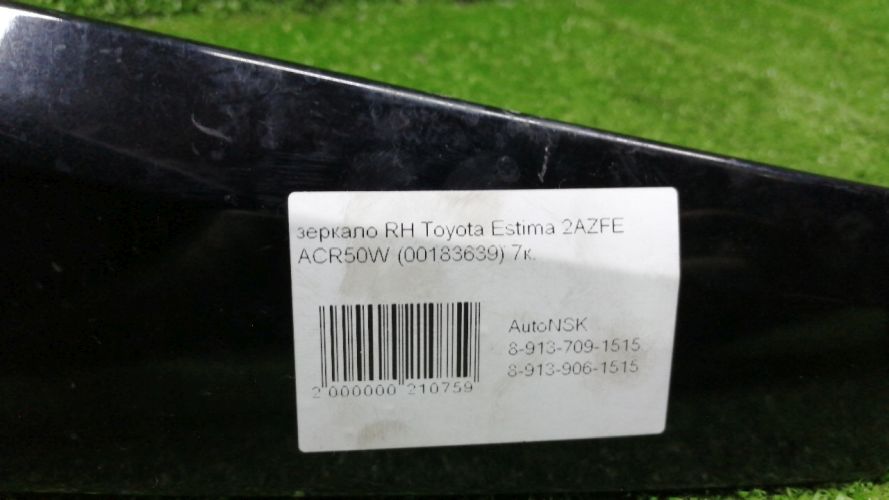 зеркало RH Toyota Estima 2AZFE
ACR50W (00183639) 7к.
AutoNSK
8-913-709-1515
8-913-906-1515
2 000000 210759